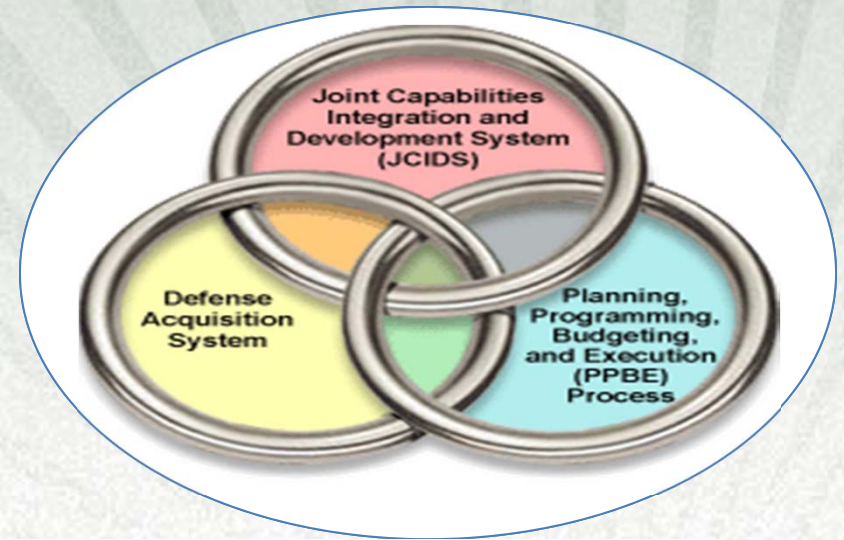 Joint Capabilities
Integration and
Development System
(JCIDS)
Defense
Acquisition
System
Planning,
Programming,
Budgeting,
and Execution
(PPBE)
Process